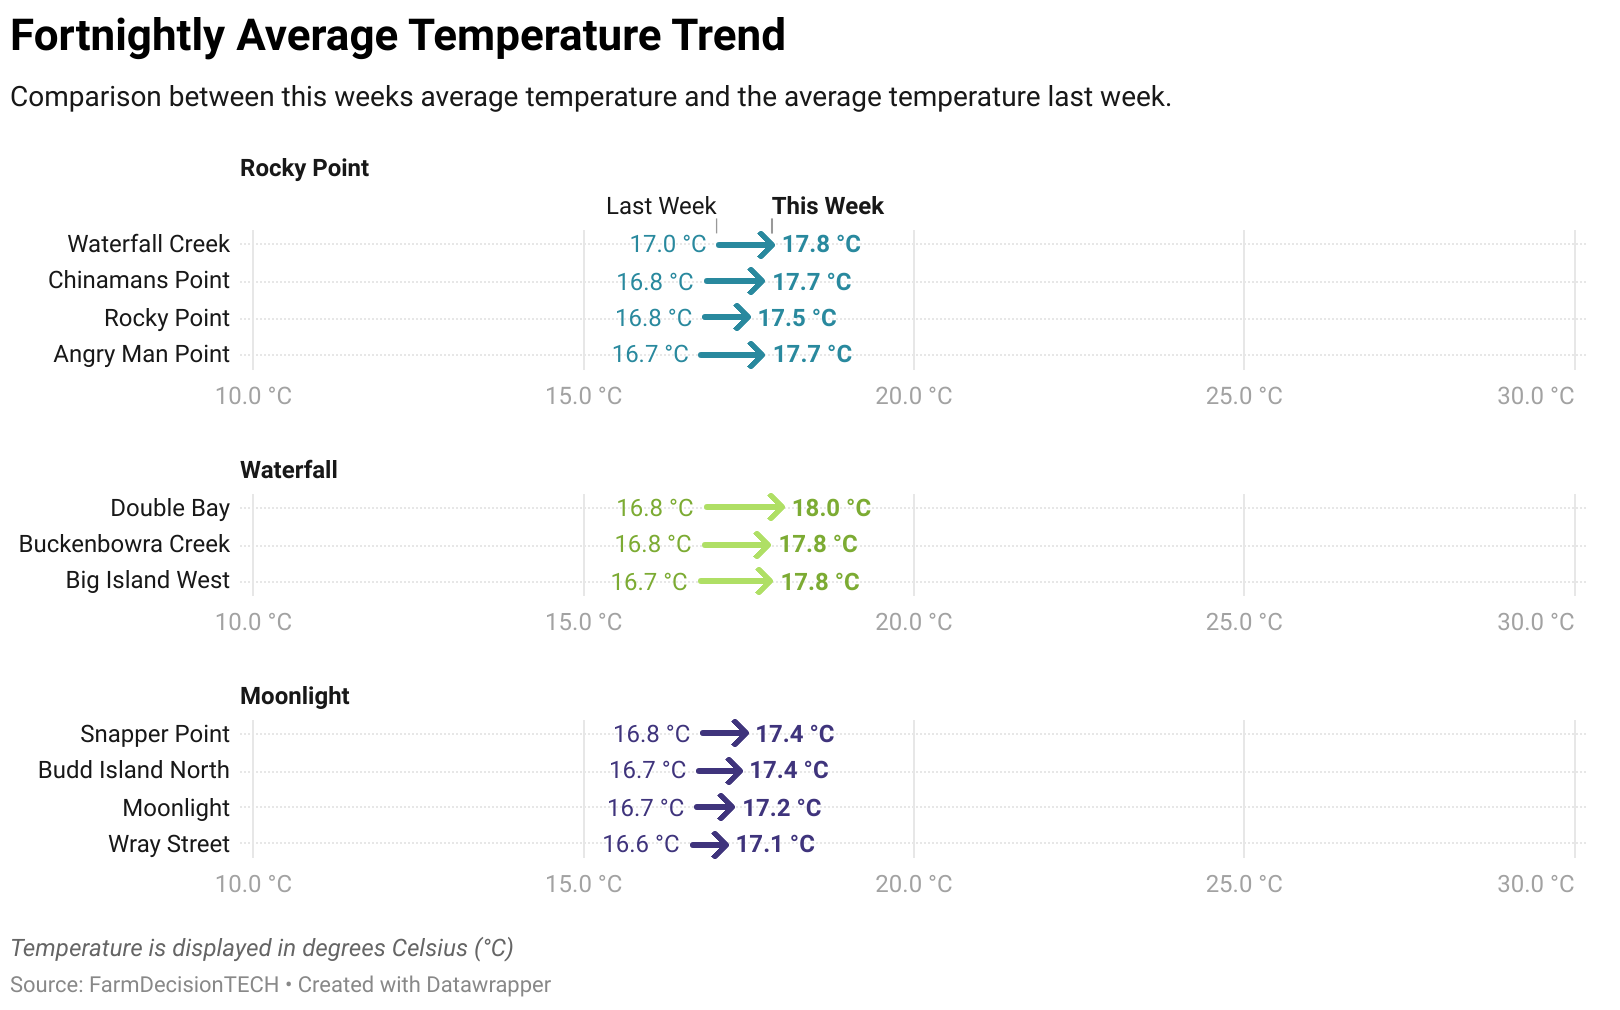 Fortnightly Average Temperature Trend
Comparison between this weeks average temperature and the average temperature last week.
Rocky Point
Last Week This Week
Waterfall Creek 17.0 °C 17.8 °C
Chinamans Point 16.8 °C 17.7 °C
Rocky Point 16.8 °C 17.5 °C
Angry Man Point 16.7 °C 17.7 °C
10.0 °C 15.0 °C 20.0 °C 25.0 °C 30.0 °C
Waterfall
Double Bay 16.8 °C 18.0 °C
Buckenbowra Creek 16.8 °C 17.8 °C
Big Island West 16.7 °C 17.8 °C
10.0 °C 15.0 °C 20.0 °C 25.0 °C 30.0 °C
Moonlight
Snapper Point 16.8 °C 17.4 °C
Budd Island North 16.7 °C 17.4 °C
Moonlight 16.7 °C 17.2 °C
Wray Street 16.6 °C 17.1 °C
10.0 °C 15.0 °C 20.0 °C 25.0 °C 30.0 °C
Temperature is displayed in degrees Celsius (°C)
Source: FarmDecisionTECH • Created with Datawrapper